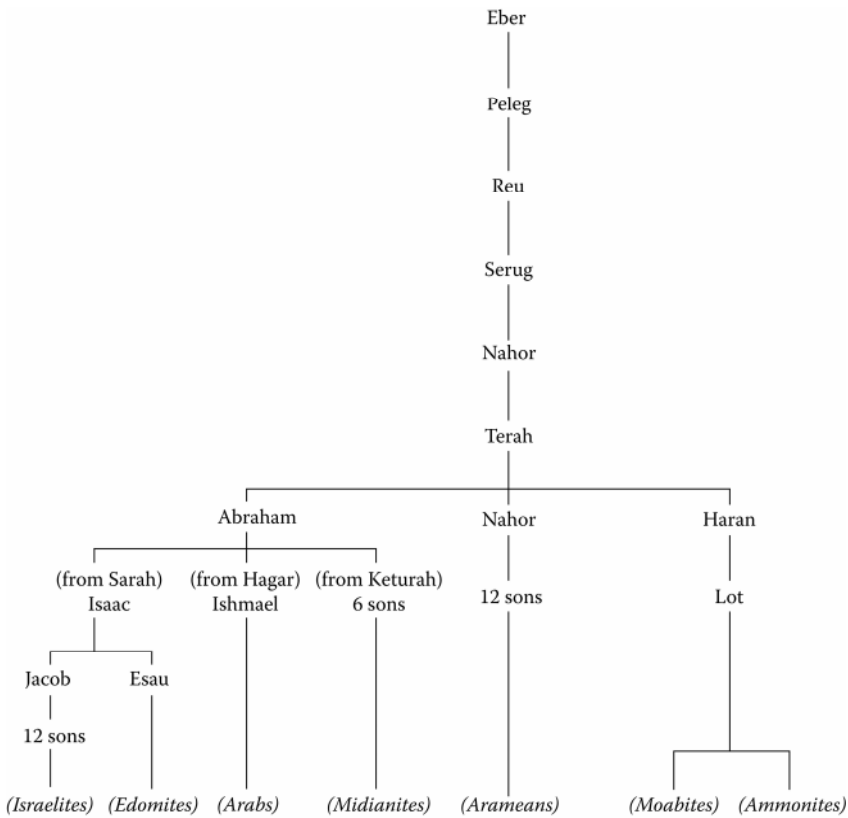 Eber
Peleg
Reu
Serug
Nahor
Terah
Abraham Nahor Haran
(from Sarah) (from Hagar) (from Keturah)
Isaac Ishmael 6 sons 12 sons Lot
Jacob Esau
12 sons
(Israelites) (Edomites) (Arabs) (Midianites) (Arameans) (Moabites) (Ammonites)